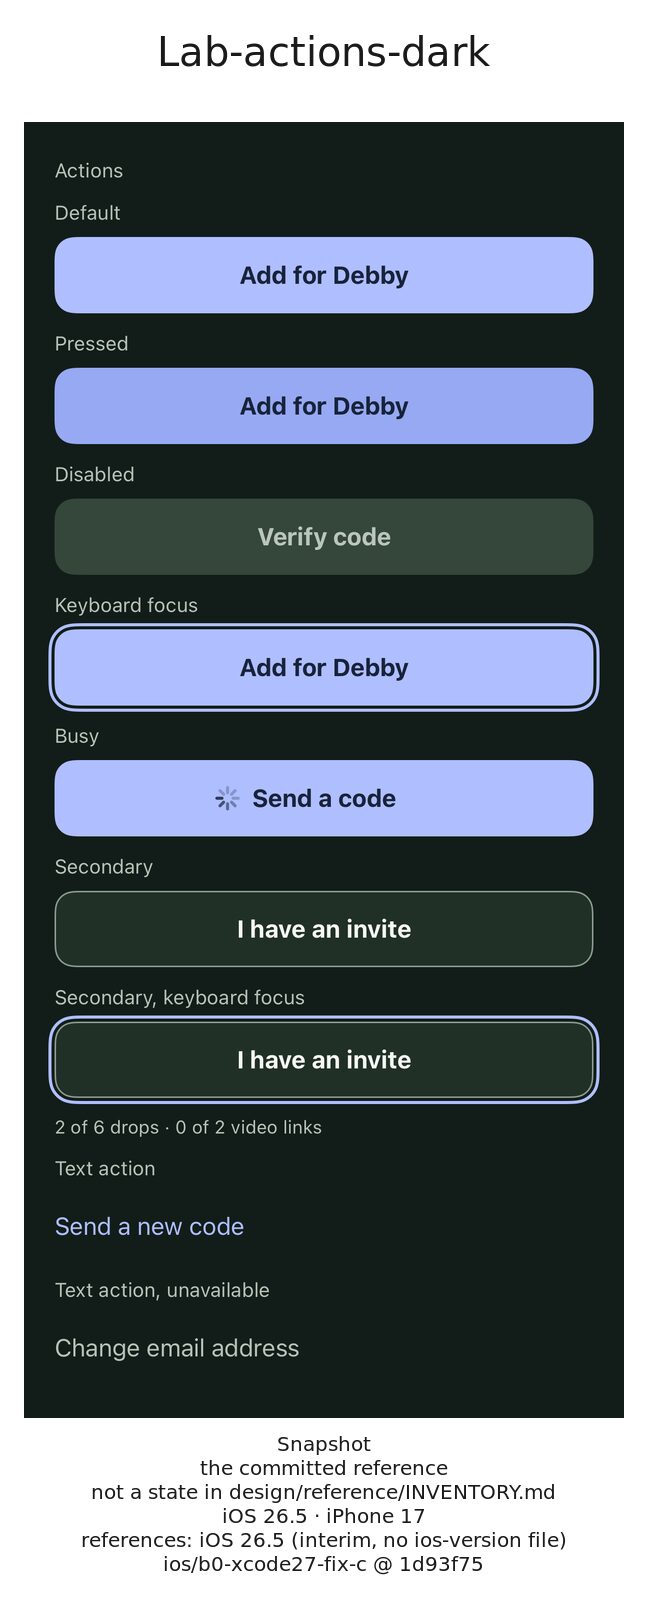 Lab-actions-dark
Actions
Default
Add for Debby
Pressed
Add for Debby
Disabled
Verify code
Keyboard focus
Add for Debby
Busy
Send a code
Secondary
I have an invite
Secondary, keyboard focus
I have an invite
2 of 6 drops · 0 of 2 video links
Text action
Send a new code
Text action, unavailable
Change email address
Snapshot
the committed reference
not a state in design/reference/INVENTORY.md
iOS 26.5 · iPhone 17
references: iOS 26.5 (interim, no ios-version file)
ios/b0-xcode27-fix-c @ 1d93f75